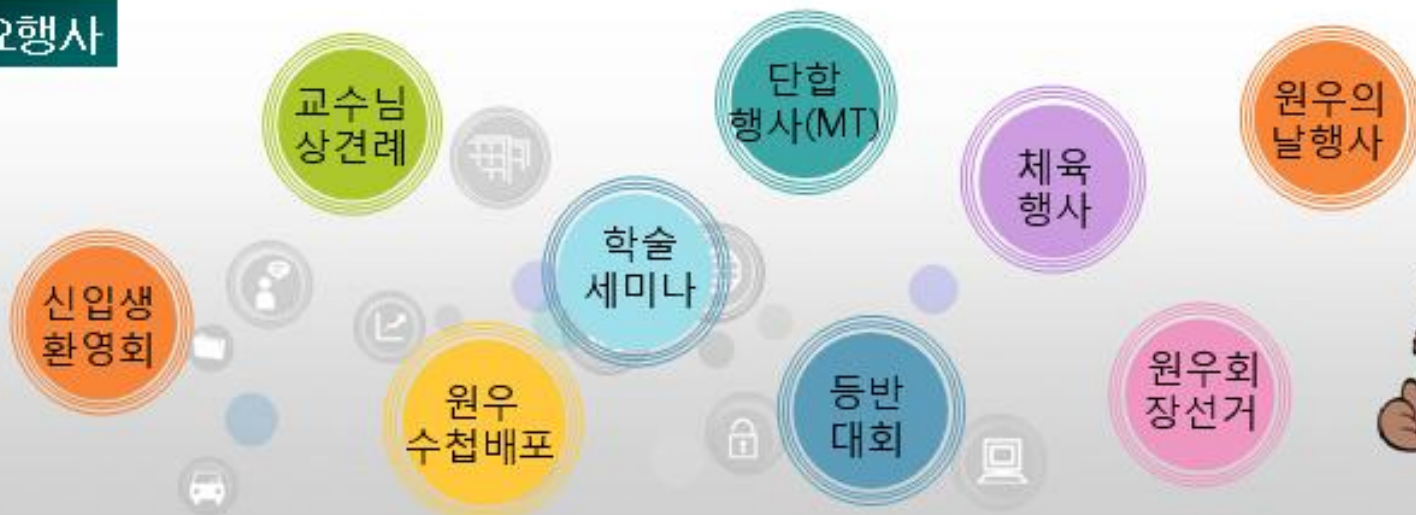 행사
신입생
환영회
교수님
상견례
원우
수첩배포
학술
세미나
단합
행사(MT)
등반
대회
체육
행사
원우회
장선거
원우의
날행사